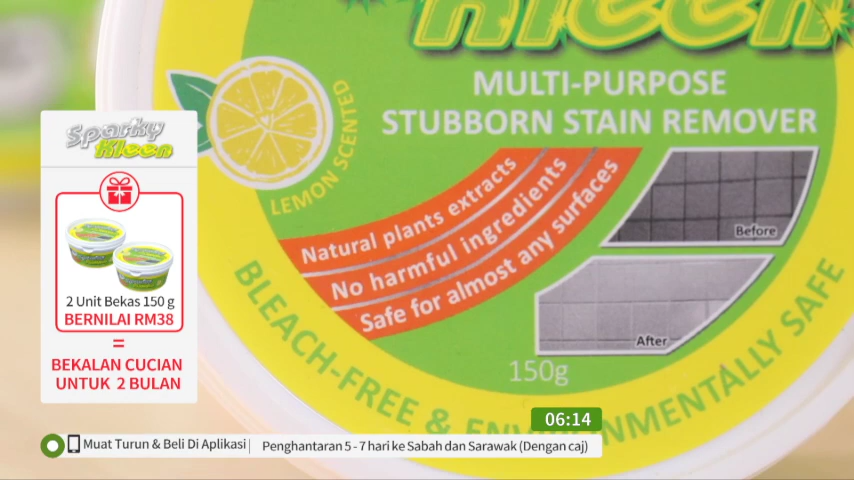 Kleen
MULTI-PURPOSE
STUBBORN STAIN REMOVER
LEMON SCENTED
Natural plants extracts
No harmful ingredients
Safe for almost any surfaces
Before
After
150g
BLEACH-FREE & ENVIRONMENTALLY SAFE
Sparky
Kleen
2 Unit Bekas 150 g
BERNILAI RM38
=
BEKALAN CUCIAN
UNTUK 2 BULAN
06:14
Muat Turun & Beli Di Aplikasi | Penghantaran 5 - 7 hari ke Sabah dan Sarawak (Dengan caj)